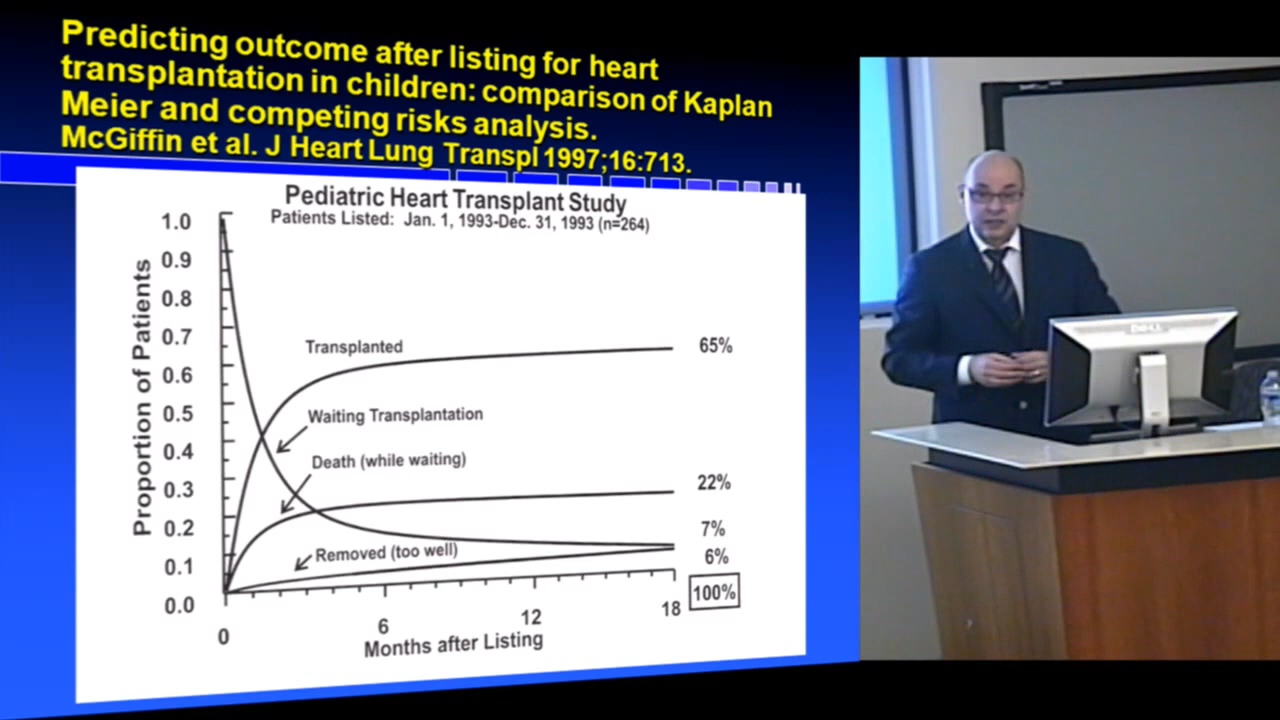 Predicting outcome after listing for heart
transplantation in children: comparison of Kaplan
Meier and competing risks analysis.
McGiffin et al. J Heart Lung Transpl 1997;16:713.
Pediatric Heart Transplant Study
Patients Listed: Jan. 1, 1993-Dec. 31, 1993 (n=264)
Proportion of Patients
1.0
0.9
0.8
0.7
0.6
0.5
0.4
0.3
0.2
0.1
0.0
Transplanted
65%
Waiting Transplantation
Death (while waiting)
22%
7%
Removed (too well)
6%
100%
0
6
12
18
Months after Listing
DELL